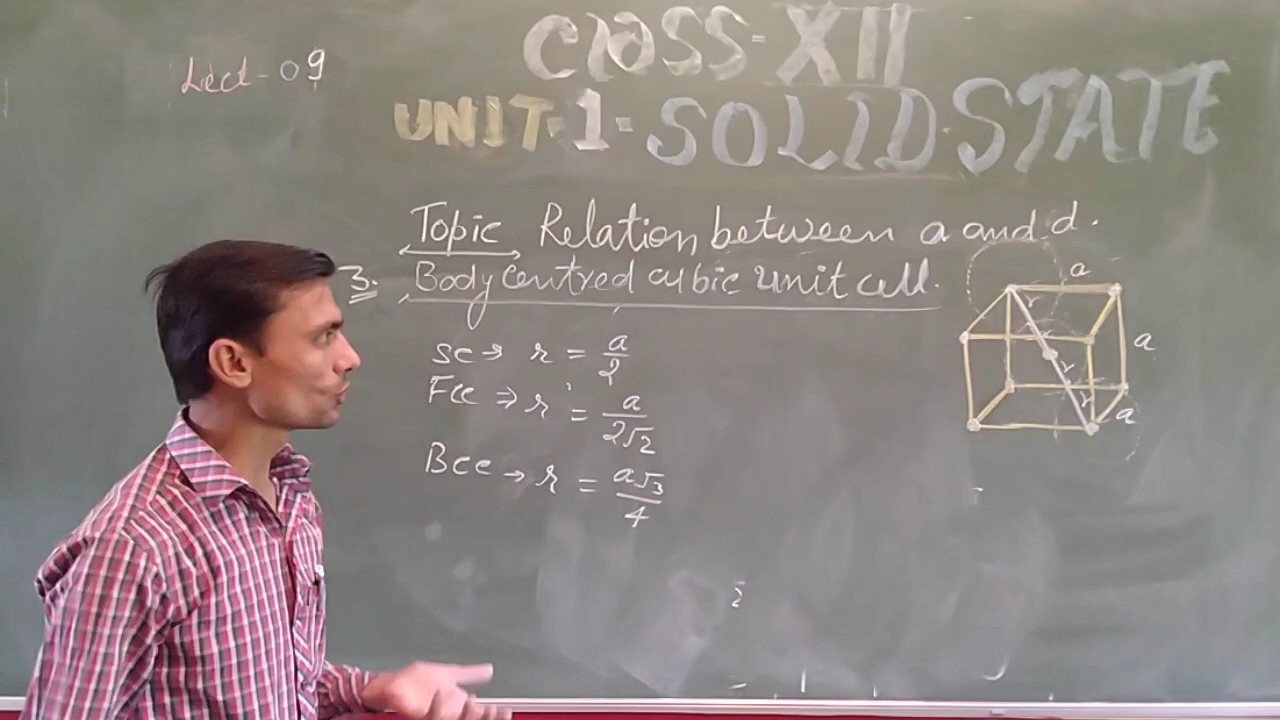 Lect-09
Class-XII
UNIT-1-SOLID STATE
Topic Relation between a and d.
3. Body centred cubic unit cell.
SC → r = a/2
Fcc ⇒ r = a/2√2
Bcc → r = a√3/4
a
r
a
r
r
a